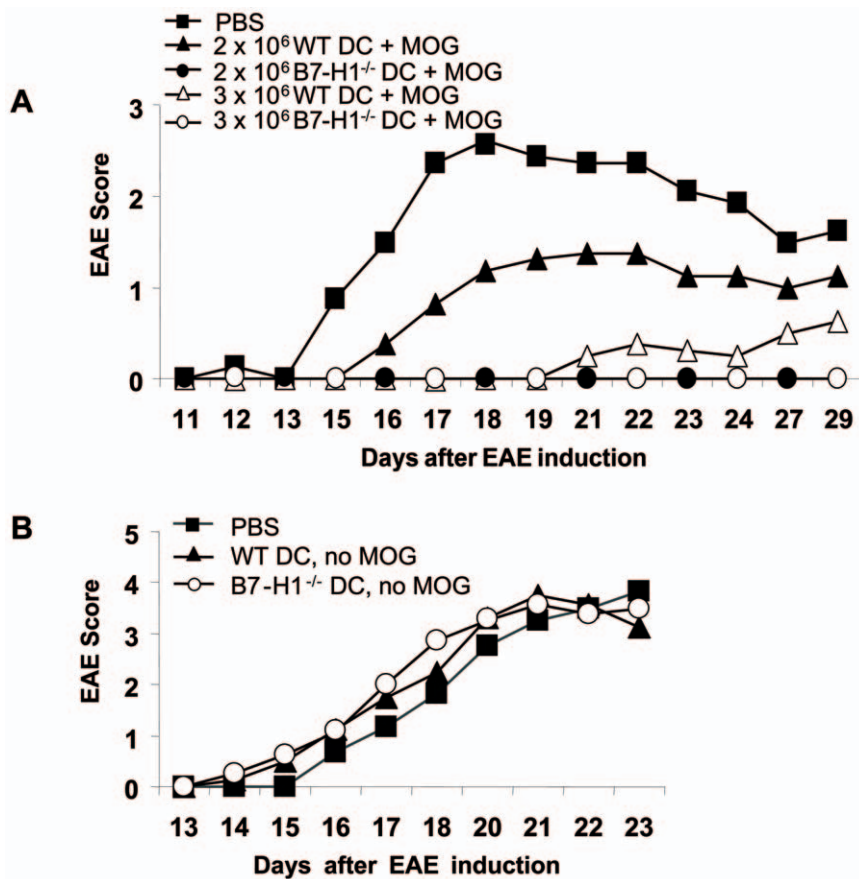 A
PBS
2 x 10⁶ WT DC + MOG
2 x 10⁶ B7-H1⁻/⁻ DC + MOG
3 x 10⁶ WT DC + MOG
3 x 10⁶ B7-H1⁻/⁻ DC + MOG
EAE Score
3
2
1
0
11 12 13 15 16 17 18 19 21 22 23 24 27 29
Days after EAE induction
B
PBS
WT DC, no MOG
B7-H1⁻/⁻ DC, no MOG
EAE Score
5
4
3
2
1
0
13 14 15 16 17 18 20 21 22 23
Days after EAE induction